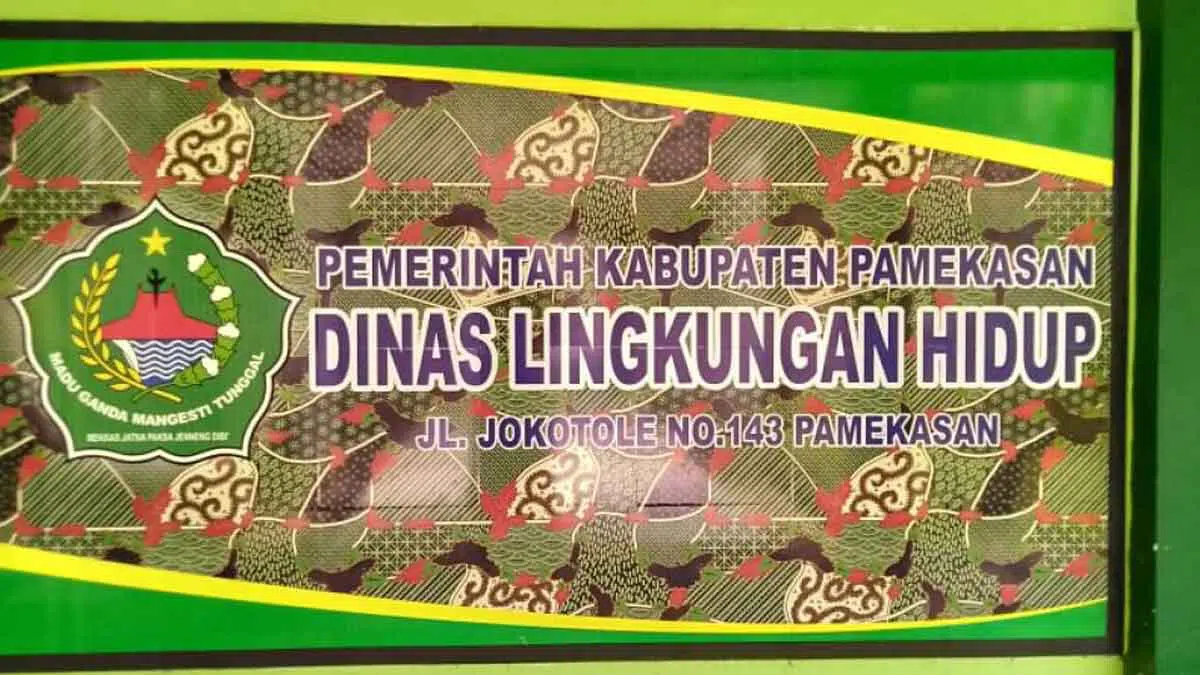 PEMERINTAH KABUPATEN PAMEKASAN
DINAS LINGKUNGAN HIDUP
JL. JOKOTOLE NO.143 PAMEKASAN
MADU GANDA MANGESTI TUNGGAL